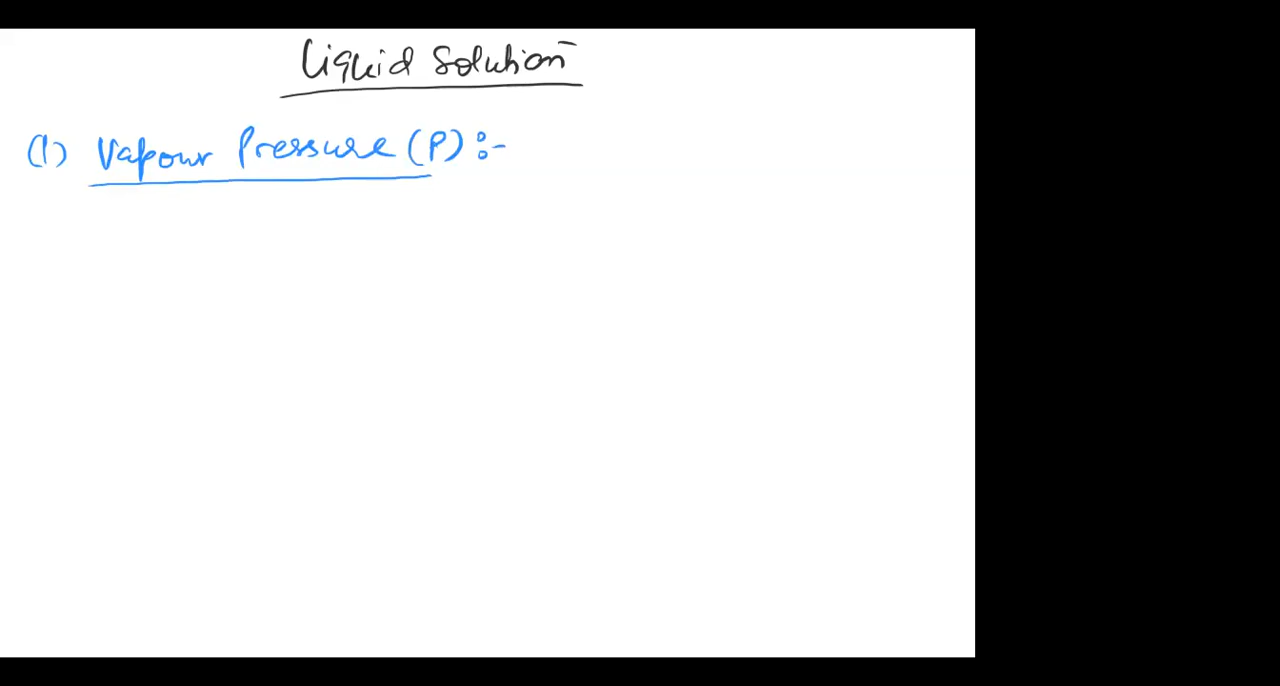 Liquid Solution
(1) Vapour Pressure (P) :-